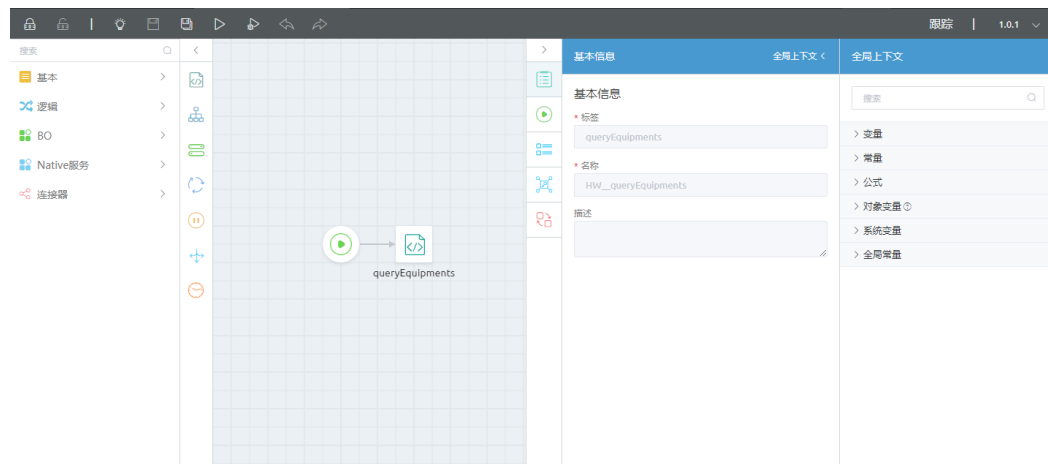 跟踪
1.0.1
搜索
基本
逻辑
BO
Native服务
连接器
queryEquipments
基本信息
全局上下文
基本信息
* 标签
queryEquipments
* 名称
HW__queryEquipments
描述
全局上下文
搜索
变量
常量
公式
对象变量
系统变量
全局常量